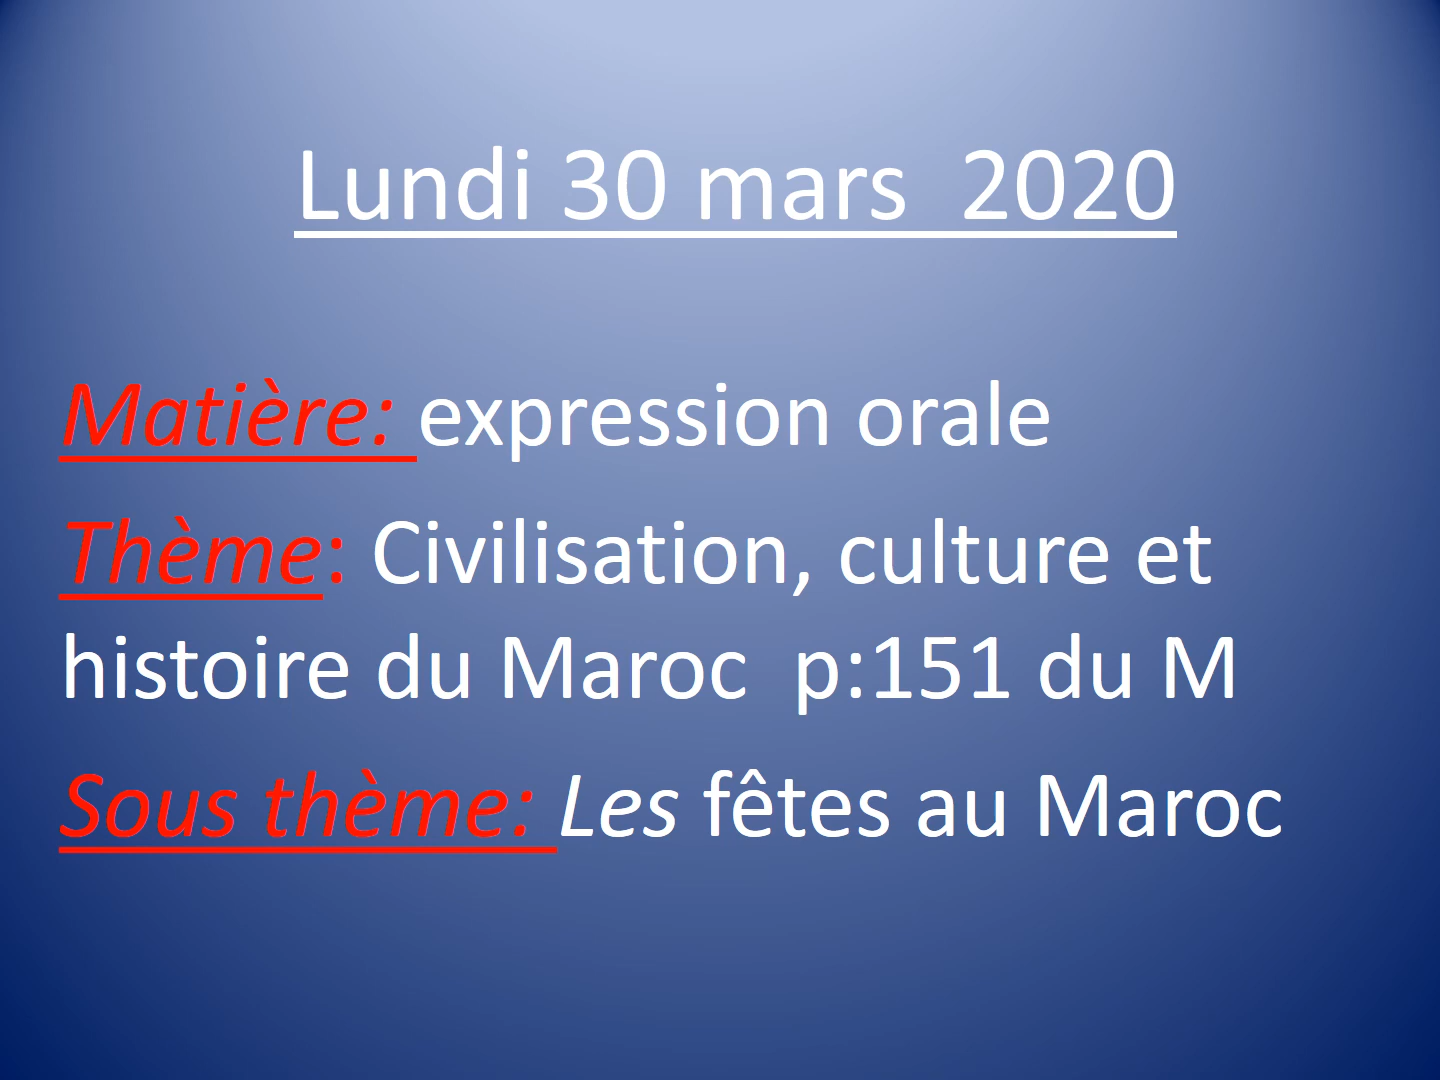 Lundi 30 mars  2020
Matière: expression orale
Thème: Civilisation, culture et
histoire du Maroc  p:151 du M
Sous thème: Les fêtes au Maroc